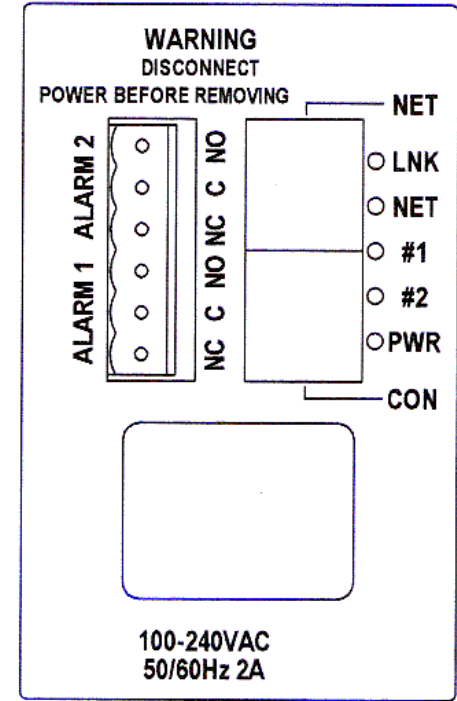 WARNING
DISCONNECT
POWER BEFORE REMOVING
ALARM 2
NO
C
NC
ALARM 1
NO
C
NC
NET
LNK
NET
#1
#2
PWR
CON
100-240VAC
50/60Hz 2A